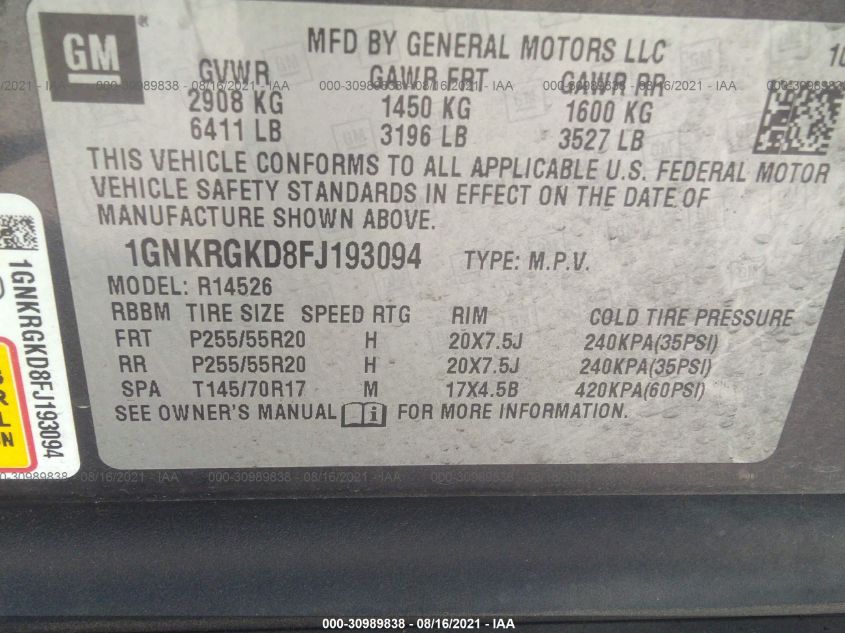 GM ®
MFD BY GENERAL MOTORS LLC
10
GVWR GAWR FRT GAWR RR
2908 KG 1450 KG 1600 KG
6411 LB 3196 LB 3527 LB
THIS VEHICLE CONFORMS TO ALL APPLICABLE U.S. FEDERAL MOTOR
VEHICLE SAFETY STANDARDS IN EFFECT ON THE DATE OF
MANUFACTURE SHOWN ABOVE.
1GNKRGKD8FJ193094 TYPE: M.P.V.
MODEL: R14526
RBBM TIRE SIZE SPEED RTG RIM COLD TIRE PRESSURE
FRT P255/55R20 H 20X7.5J 240KPA(35PSI)
RR P255/55R20 H 20X7.5J 240KPA(35PSI)
SPA T145/70R17 M 17X4.5B 420KPA(60PSI)
SEE OWNER'S MANUAL FOR MORE INFORMATION.
1GNKRGKD8FJ193094
000-30989838 - 08/16/2021 - IAA